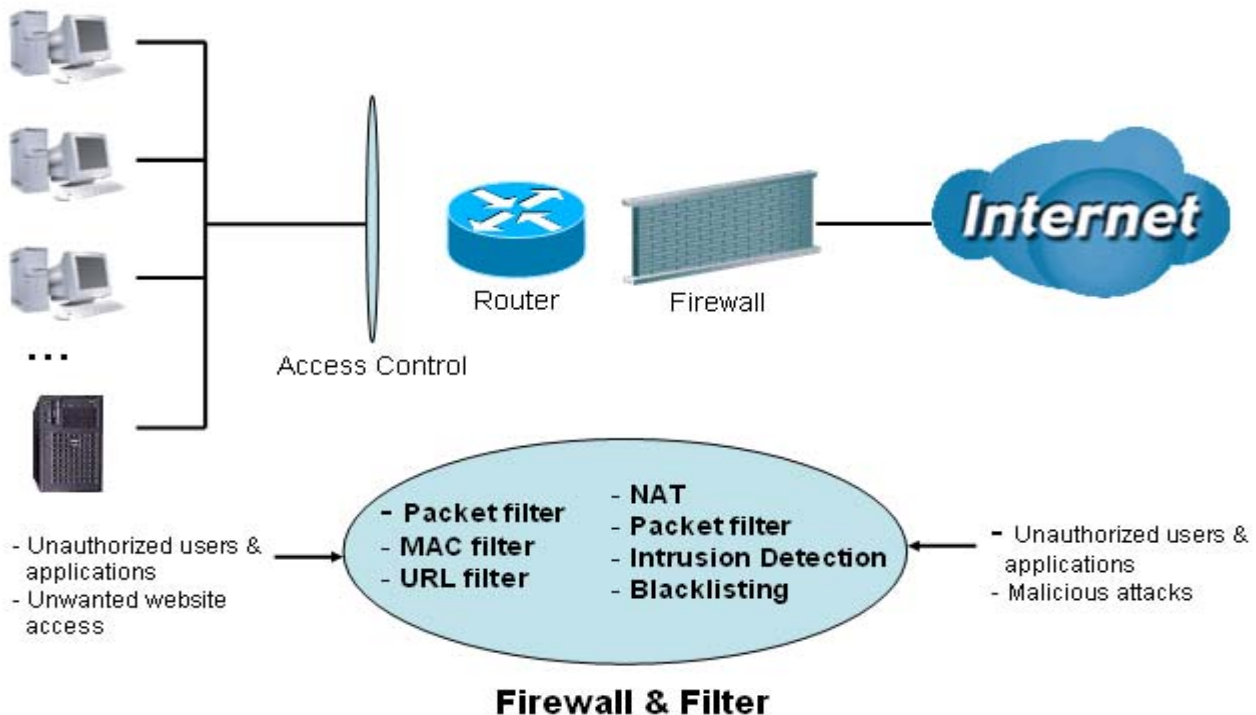 Internet
Router
Firewall
...
Access Control
- Packet filter
- MAC filter
- URL filter
- NAT
- Packet filter
- Intrusion Detection
- Blacklisting
- Unauthorized users &
applications
- Unwanted website
access
- Unauthorized users &
applications
- Malicious attacks
Firewall & Filter